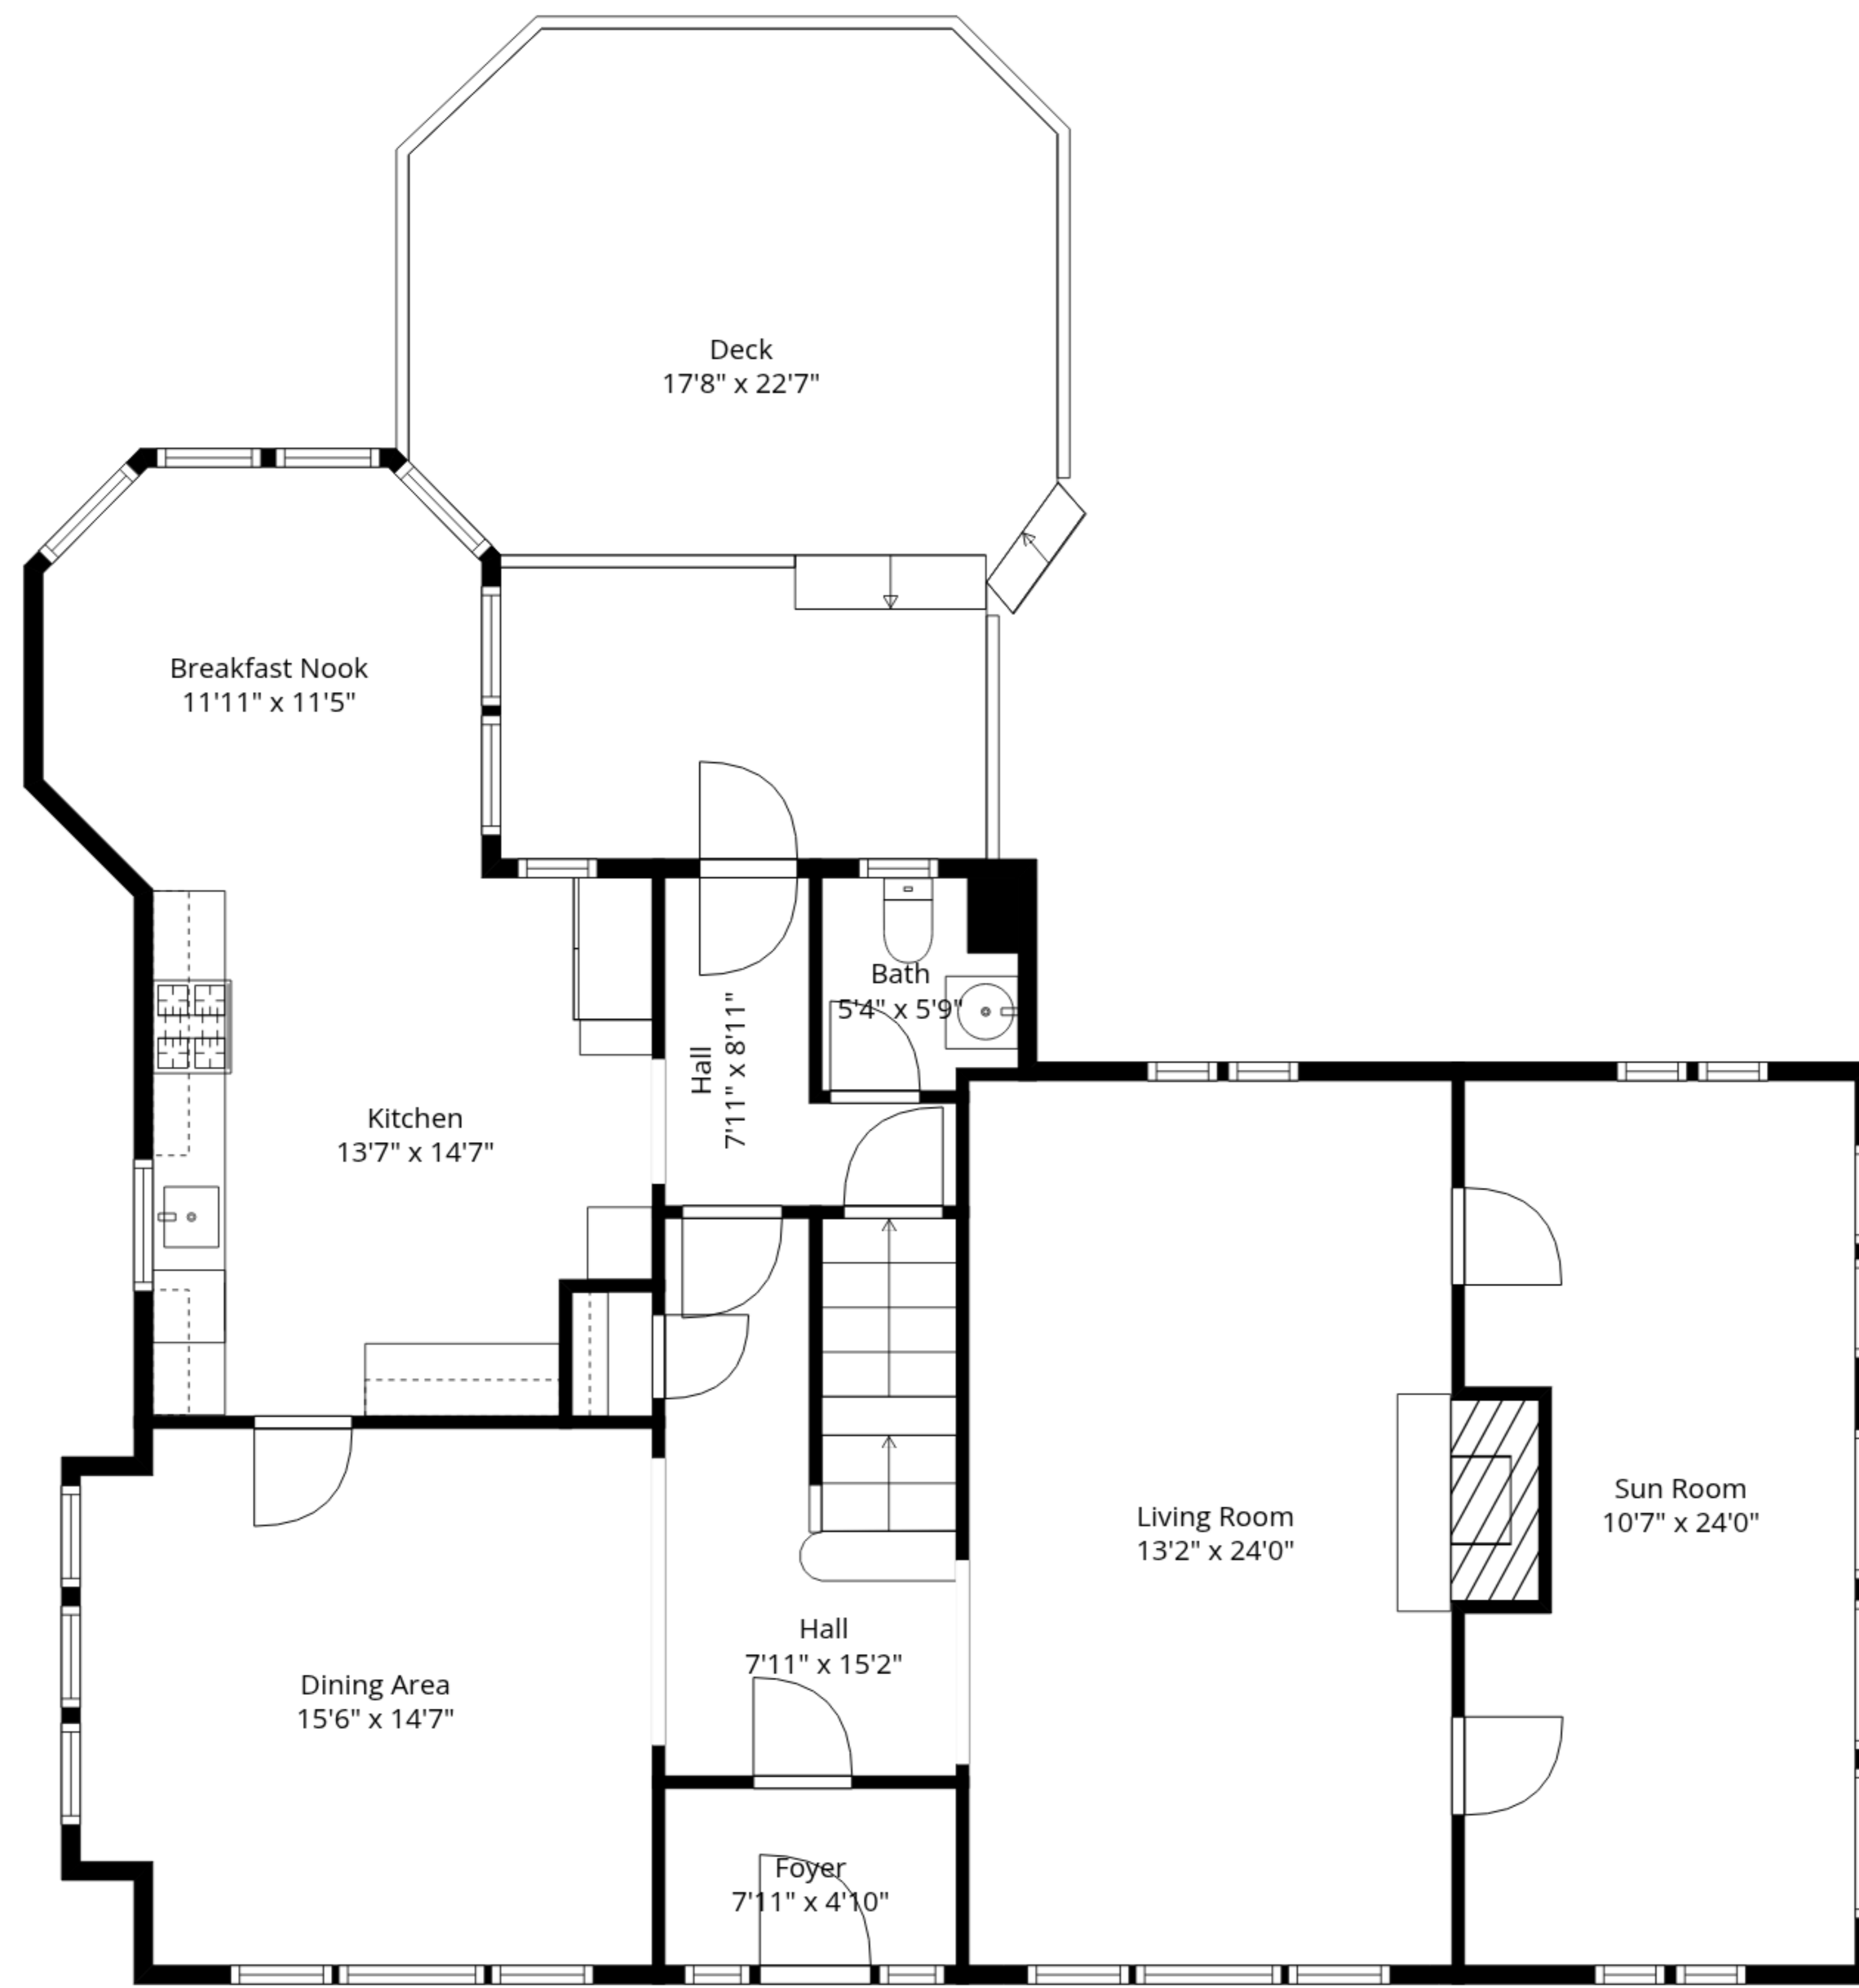 Deck
17'8" x 22'7"
Breakfast Nook
11'11" x 11'5"
Bath
5'4" x 5'9"
Hall
7'11" x 8'11"
Kitchen
13'7" x 14'7"
Living Room
13'2" x 24'0"
Sun Room
10'7" x 24'0"
Hall
7'11" x 15'2"
Dining Area
15'6" x 14'7"
Foyer
7'11" x 4'10"